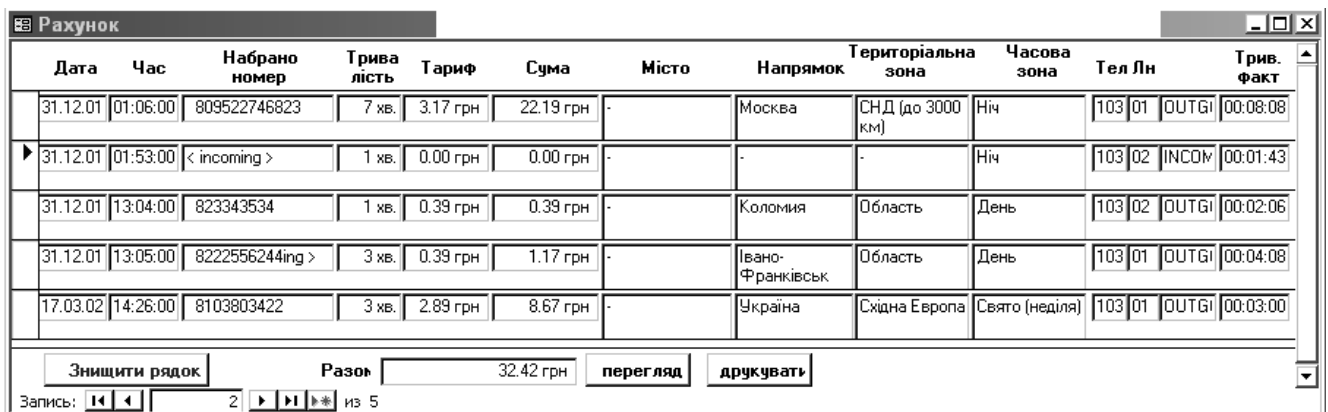 Рахунок
Дата Час Набрано номер Трива лість Тариф Сума Місто Напрямок Територіальна зона Часова зона Тел Лн Трив. факт
31.12.01 01:06:00 809522746823 7 хв. 3.17 грн 22.19 грн - Москва СНД (до 3000 км) Ніч 103 01 OUTGI 00:08:08
31.12.01 01:53:00 < incoming > 1 хв. 0.00 грн 0.00 грн - - - Ніч 103 02 INCOM 00:01:43
31.12.01 13:04:00 823343534 1 хв. 0.39 грн 0.39 грн - Коломия Область День 103 02 OUTGI 00:02:06
31.12.01 13:05:00 8222556244ing > 3 хв. 0.39 грн 1.17 грн - Івано-Франківськ Область День 103 01 OUTGI 00:04:08
17.03.02 14:26:00 8103803422 3 хв. 2.89 грн 8.67 грн - Україна Східна Европа Свято (неділя) 103 01 OUTGI 00:03:00
Знищити рядок Разом 32.42 грн перегляд друкувать
Запись: 2 из 5